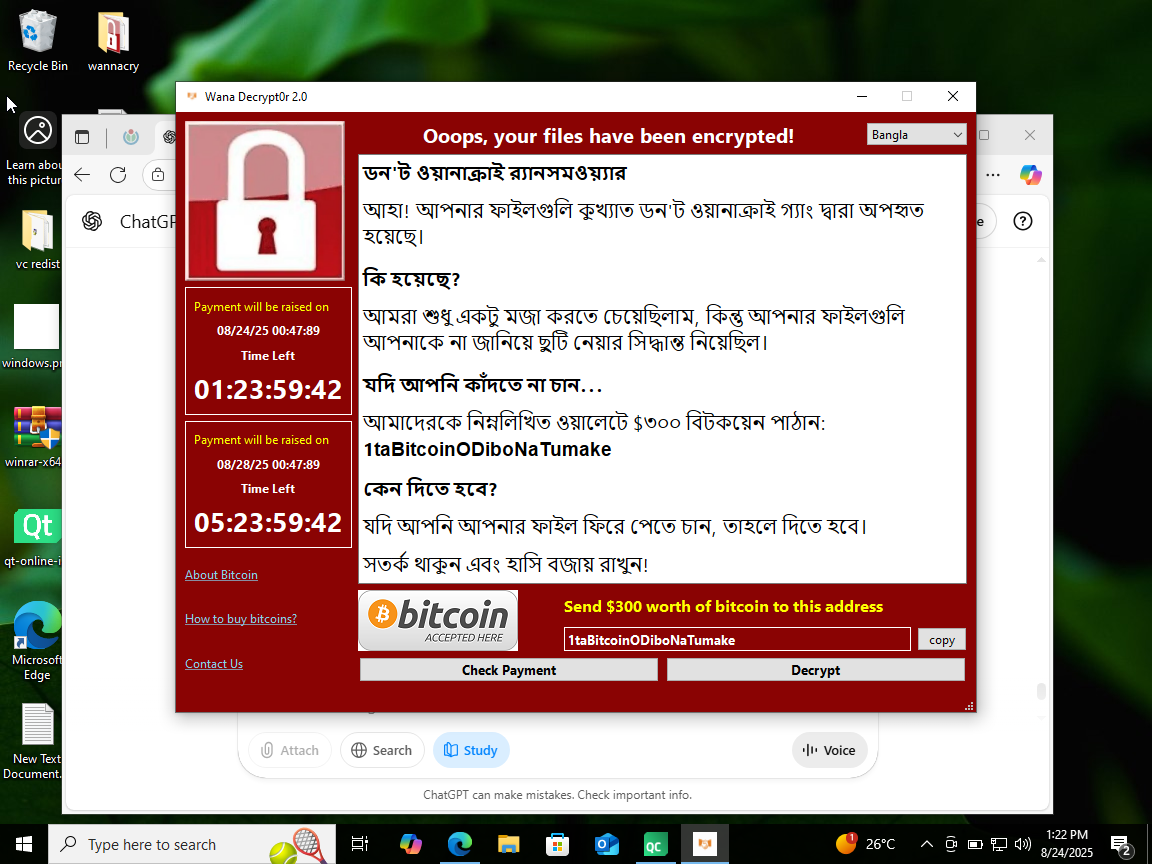 Recycle Bin
wannacry
Learn abou
this pictur
vc redist
windows.pr
winrar-x64
Qt
qt-online-i
Microsoft
Edge
New Text
Document.
ChatGP
e
Wana Decrypt0r 2.0
Ooops, your files have been encrypted!
Bangla
Payment will be raised on
08/24/25 00:47:89
Time Left
01:23:59:42
Payment will be raised on
08/28/25 00:47:89
Time Left
05:23:59:42
About Bitcoin
How to buy bitcoins?
Contact Us
ডন'ট ওয়ানাক্রাই র‍্যানসমওয়্যার
আহা! আপনার ফাইলগুলি কুখ্যাত ডন'ট ওয়ানাক্রাই গ্যাং দ্বারা অপহৃত
হয়েছে।
কি হয়েছে?
আমরা শুধু একটু মজা করতে চেয়েছিলাম, কিন্তু আপনার ফাইলগুলি
আপনাকে না জানিয়ে ছুটি নেয়ার সিদ্ধান্ত নিয়েছিল।
যদি আপনি কাঁদতে না চান...
আমাদেরকে নিম্নলিখিত ওয়ালেটে $৩০০ বিটকয়েন পাঠান:
1taBitcoinODiboNaTumake
কেন দিতে হবে?
যদি আপনি আপনার ফাইল ফিরে পেতে চান, তাহলে দিতে হবে।
সতর্ক থাকুন এবং হাসি বজায় রাখুন!
bitcoin
ACCEPTED HERE
Send $300 worth of bitcoin to this address
1taBitcoinODiboNaTumake
copy
Check Payment
Decrypt
Attach
Search
Study
Voice
ChatGPT can make mistakes. Check important info.
Type here to search
QC
1
26°C
1:22 PM
8/24/2025
2